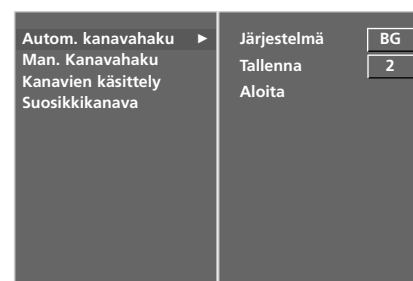 Autom. kanavahaku ►
Man. Kanavahaku
Kanavien käsittely
Suosikkikanava
Järjestelmä BG
Tallenna 2
Aloita